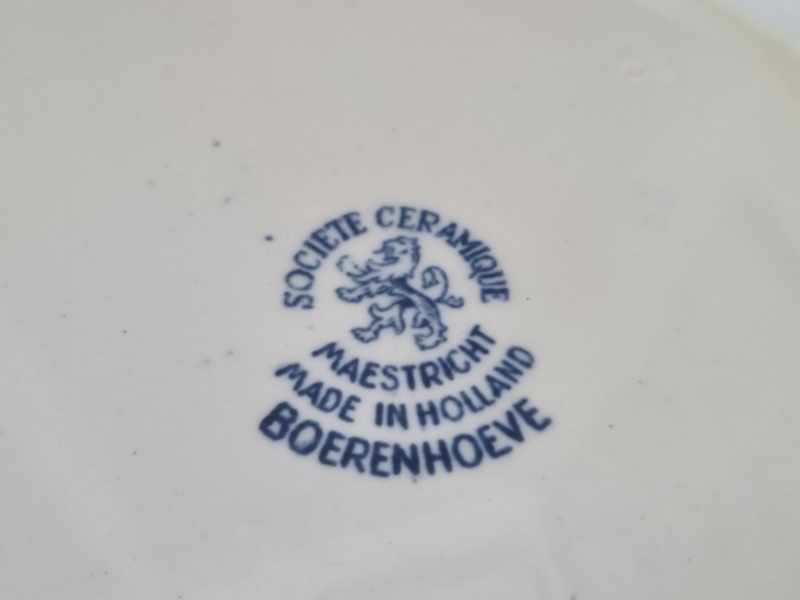 SOCIETE CERAMIQUE
MAESTRICHT
MADE IN HOLLAND
BOERENHOEVE